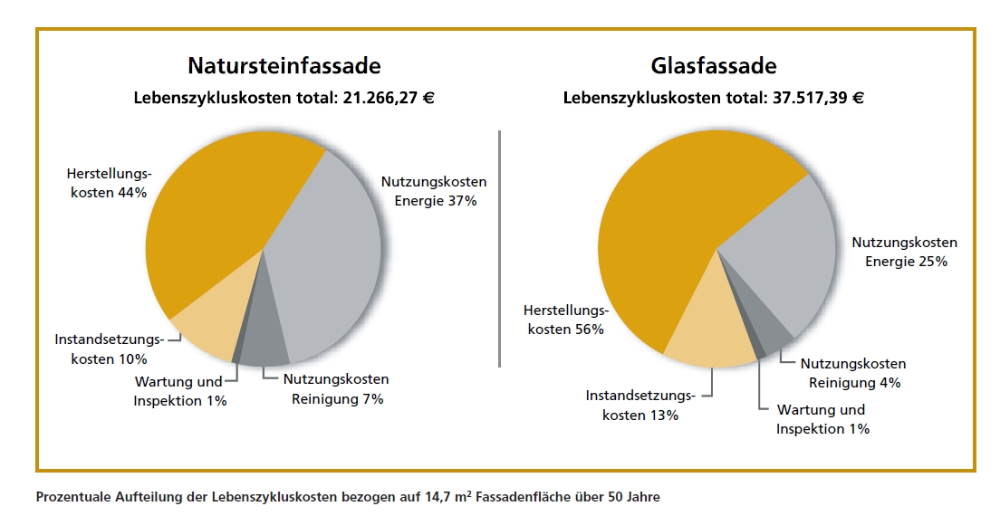 Natursteinfassade
Lebenszykluskosten total: 21.266,27 €
Herstellungs-
kosten 44%
Nutzungskosten
Energie 37%
Instandsetzungs-
kosten 10%
Wartung und
Inspektion 1%
Nutzungskosten
Reinigung 7%
Glasfassade
Lebenszykluskosten total: 37.517,39 €
Nutzungskosten
Energie 25%
Herstellungs-
kosten 56%
Nutzungskosten
Reinigung 4%
Instandsetzungs-
kosten 13%
Wartung und
Inspektion 1%
Prozentuale Aufteilung der Lebenszykluskosten bezogen auf 14,7 m² Fassadenfläche über 50 Jahre